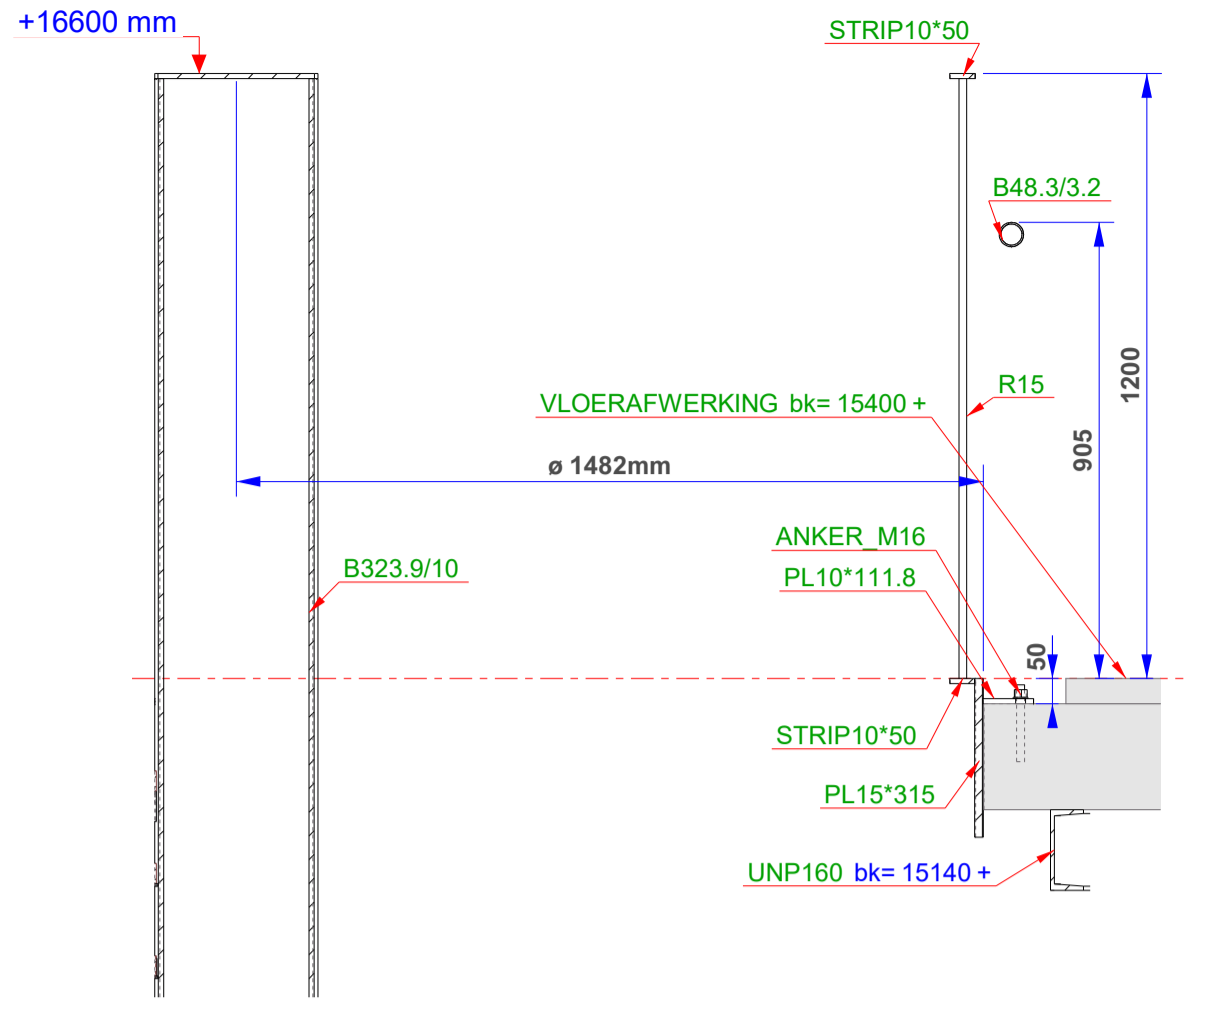 +16600 mm
STRIP10*50
B48.3/3.2
1200
R15
VLOERAFWERKING bk= 15400 +
905
ø 1482mm
ANKER_M16
B323.9/10
PL10*111.8
50
STRIP10*50
PL15*315
UNP160 bk= 15140 +